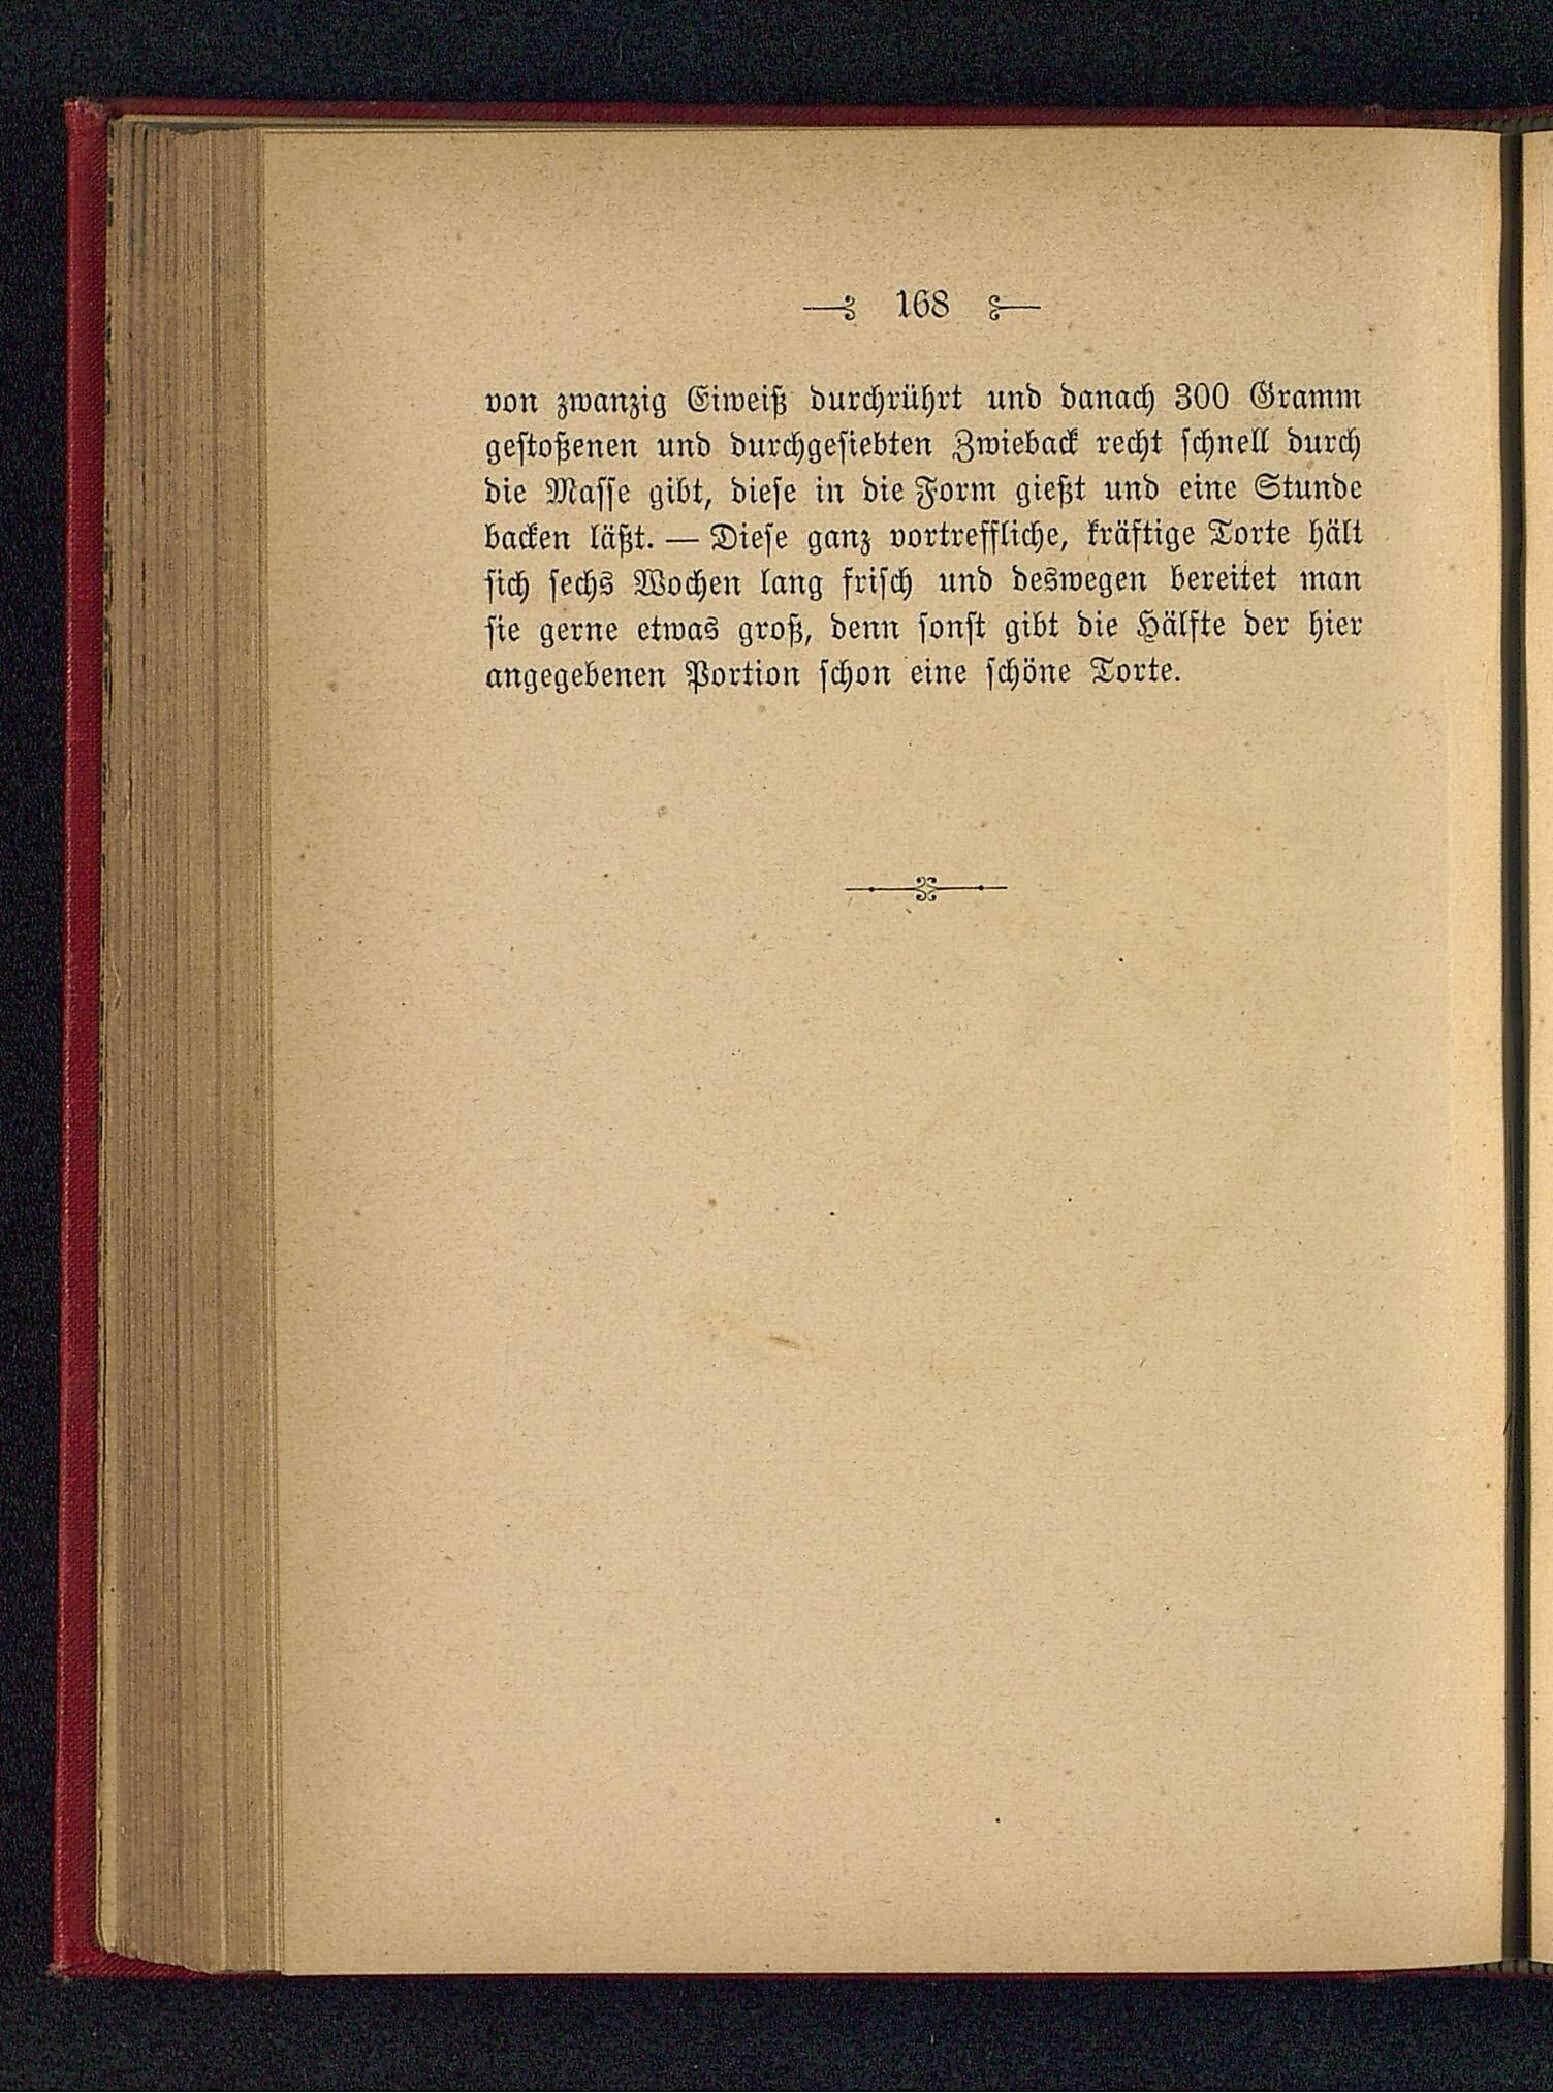 168
von zwanzig Eiweiß durchrührt und danach 300 Gramm
gestoßenen und durchgesiebten Zwieback recht schnell durch
die Masse gibt, diese in die Form gießt und eine Stunde
backen läßt. — Diese ganz vortreffliche, kräftige Torte hält
sich sechs Wochen lang frisch und deswegen bereitet man
sie gerne etwas groß, denn sonst gibt die Hälfte der hier
angegebenen Portion schon eine schöne Torte.